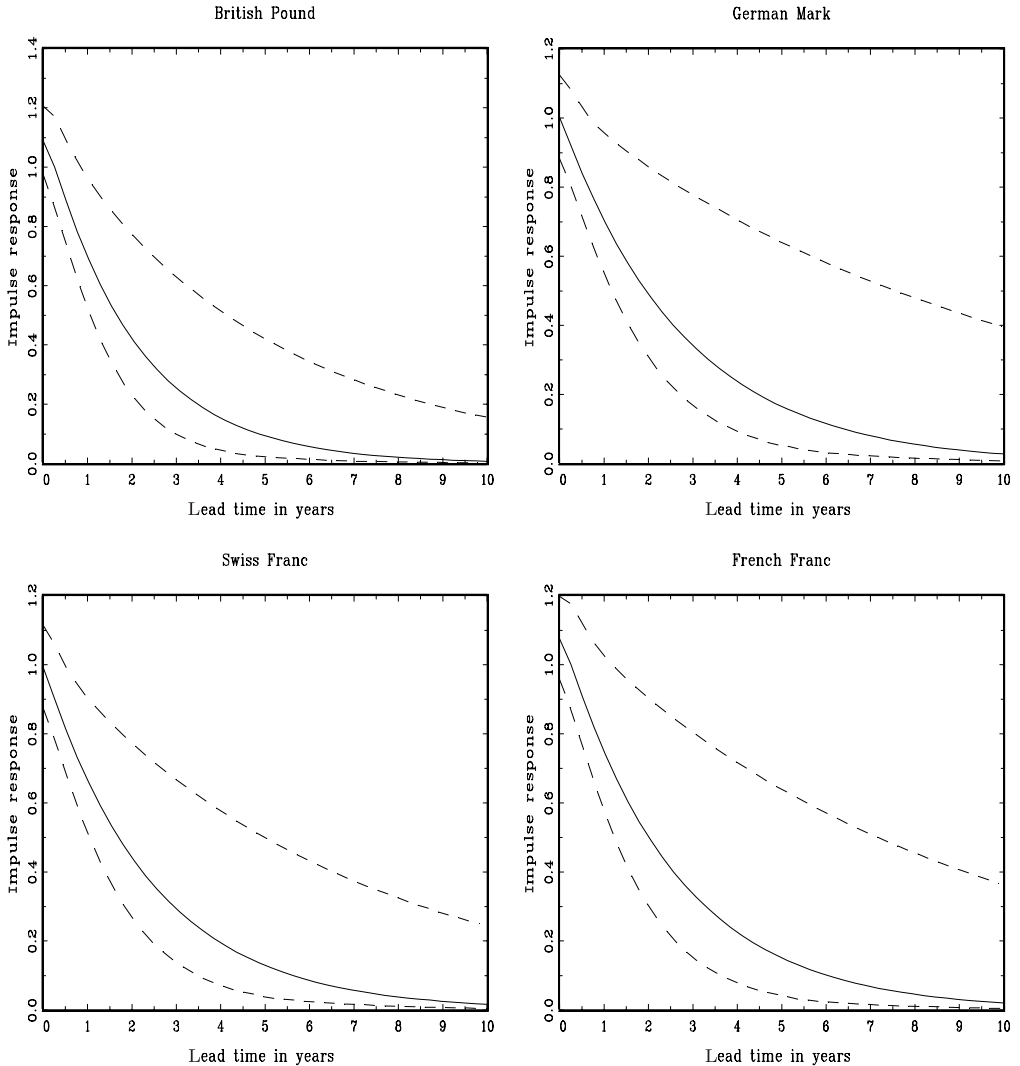 British Pound
Impulse response
1.4
1.2
1.0
0.8
0.6
0.4
0.2
0.0
0 1 2 3 4 5 6 7 8 9 10
Lead time in years
German Mark
Impulse response
1.2
1.0
0.8
0.6
0.4
0.2
0.0
0 1 2 3 4 5 6 7 8 9 10
Lead time in years
Swiss Franc
Impulse response
1.2
1.0
0.8
0.6
0.4
0.2
0.0
0 1 2 3 4 5 6 7 8 9 10
Lead time in years
French Franc
Impulse response
1.2
1.0
0.8
0.6
0.4
0.2
0.0
0 1 2 3 4 5 6 7 8 9 10
Lead time in years